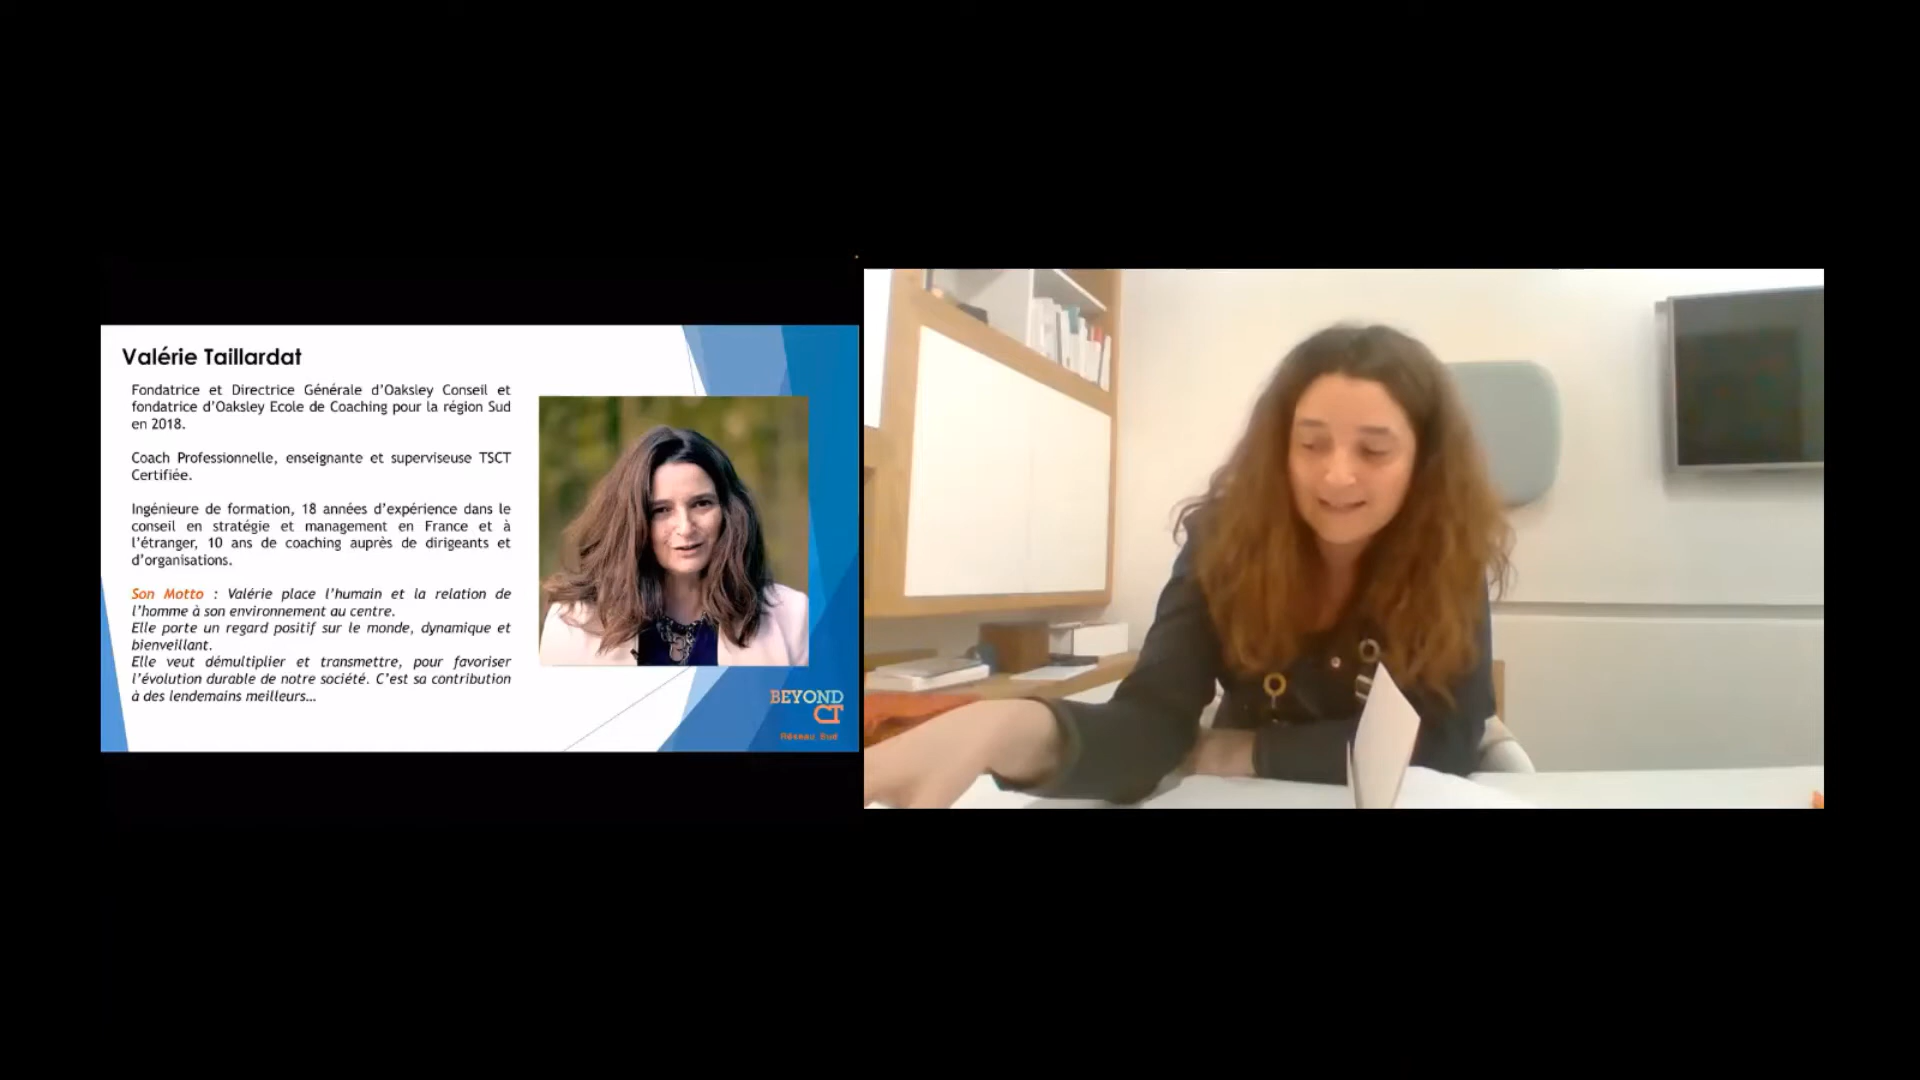 Valérie Taillardat
Fondatrice et Directrice Générale d'Oaksley Conseil et
fondatrice d'Oaksley Ecole de Coaching pour la région Sud
en 2018.
Coach Professionnelle, enseignante et superviseuse TSCT
Certifiée.
Ingénieure de formation, 18 années d'expérience dans le
conseil en stratégie et management en France et à
l'étranger, 10 ans de coaching auprès de dirigeants et
d'organisations.
Son Motto : Valérie place l'humain et la relation de
l'homme à son environnement au centre.
Elle porte un regard positif sur le monde, dynamique et
bienveillant.
Elle veut démultiplier et transmettre, pour favoriser
l'évolution durable de notre société. C'est sa contribution
à des lendemains meilleurs...
BEYOND
CT
Réseau Sud